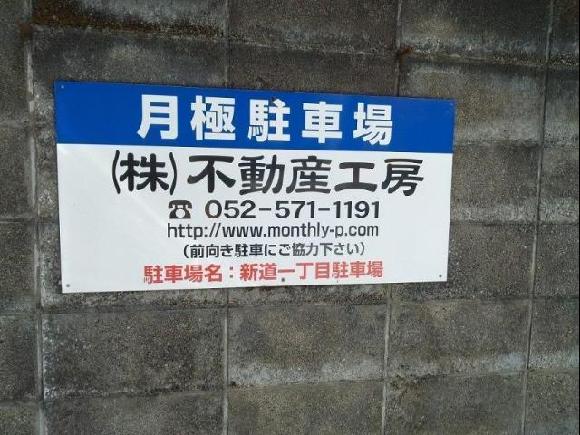 月極駐車場
(株)不動産工房
☎ 052-571-1191
http://www.monthly-p.com
(前向き駐車にご協力下さい)
駐車場名：新道一丁目駐車場